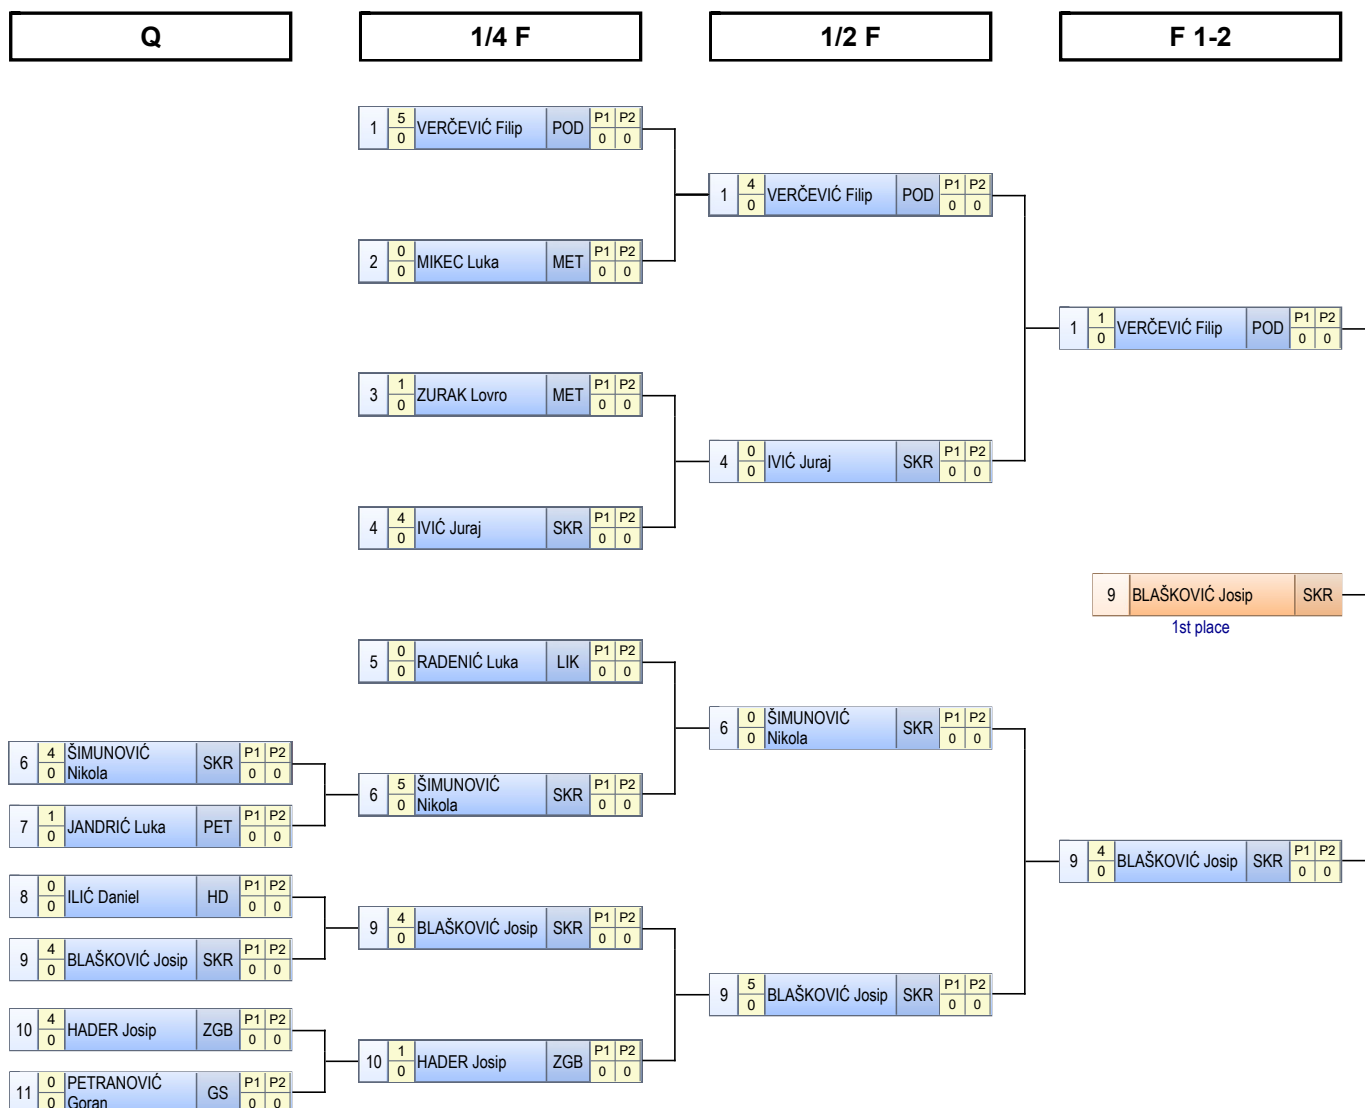 Q 1/4 F 1/2 F F 1-2
1 5 VERČEVIĆ Filip POD P1 P2
0 0 0
2 0 MIKEC Luka MET P1 P2
0 0 0
3 1 ZURAK Lovro MET P1 P2
0 0 0
4 4 IVIĆ Juraj SKR P1 P2
0 0 0
5 0 RADENIĆ Luka LIK P1 P2
0 0 0
6 4 ŠIMUNOVIĆ SKR P1 P2
0 Nikola 0 0
7 1 JANDRIĆ Luka PET P1 P2
0 0 0
6 5 ŠIMUNOVIĆ SKR P1 P2
0 Nikola 0 0
8 0 ILIĆ Daniel HD P1 P2
0 0 0
9 4 BLAŠKOVIĆ Josip SKR P1 P2
0 0 0
9 4 BLAŠKOVIĆ Josip SKR P1 P2
0 0 0
10 4 HADER Josip ZGB P1 P2
0 0 0
11 0 PETRANOVIĆ GS P1 P2
0 Goran 0 0
10 1 HADER Josip ZGB P1 P2
0 0 0
1 4 VERČEVIĆ Filip POD P1 P2
0 0 0
4 0 IVIĆ Juraj SKR P1 P2
0 0 0
6 0 ŠIMUNOVIĆ SKR P1 P2
0 Nikola 0 0
9 5 BLAŠKOVIĆ Josip SKR P1 P2
0 0 0
1 1 VERČEVIĆ Filip POD P1 P2
0 0 0
9 BLAŠKOVIĆ Josip SKR
1st place
9 4 BLAŠKOVIĆ Josip SKR P1 P2
0 0 0